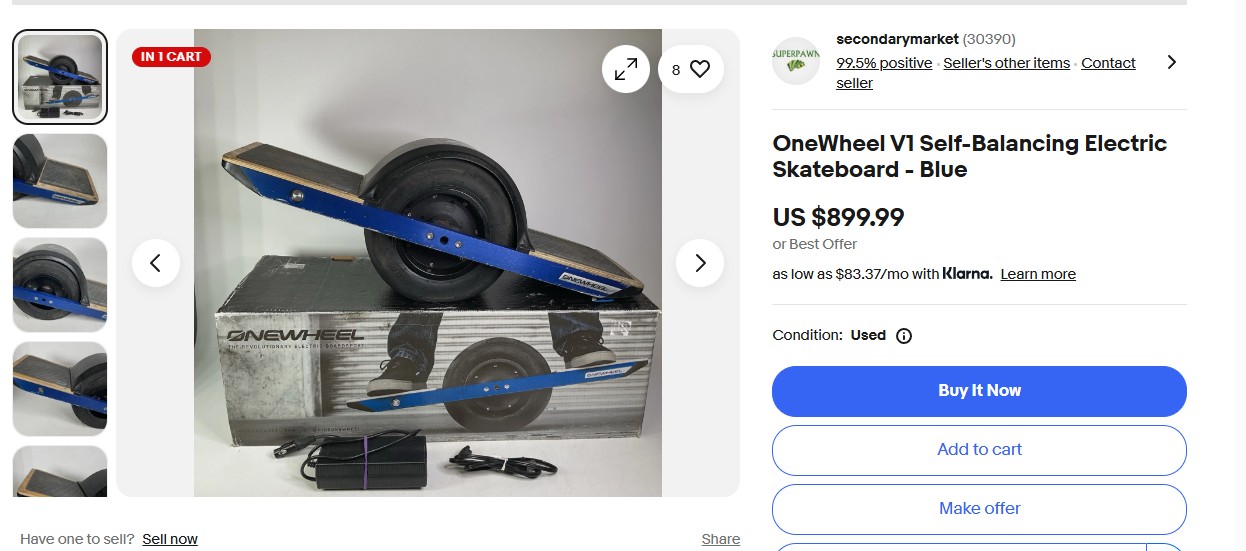 IN 1 CART
8
SUPERPAWN
secondarymarket (30390)
99.5% positive · Seller's other items · Contact
seller
OneWheel V1 Self-Balancing Electric
Skateboard - Blue
US $899.99
or Best Offer
as low as $83.37/mo with Klarna. Learn more
Condition: Used
Buy It Now
Add to cart
Make offer
ONEWHEEL
ONEWHEEL
THE REVOLUTIONARY ELECTRIC BOARDSPORT
ONEWHEEL
Have one to sell? Sell now
Share